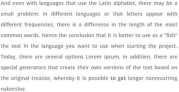 And even with languages that use the Latin alphabet, there may be a
small problem: in different languages or that letters appear with
different frequencies, there is a difference in the length of the most
common words. Hence the conclusion that it is better to use as a "fish"
the text in the language you want to use when starting the project.
Today, there are several options Lorem ipsum, in addition, there are
special generators that create their own versions of the text based on
the original treatise, whereby it is possible to get longer nonrecurring
nabor